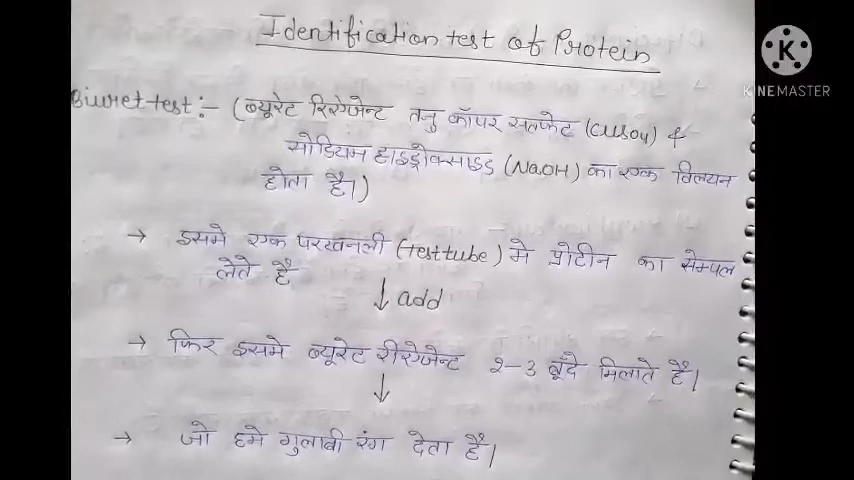 Identification test of Protein
Biuret test:- (ब्यूरेट रिएजेन्ट तनु कॉपर सल्फेट (CuSO4) &
सोडियम हाइड्रोक्साइड (NaOH) का एक विलयन
होता है।)
→ इसमे एक परखनली (testtube) मे प्रोटीन का सेम्पल
लेते है
↓ add
→ फिर इसमे ब्यूरेट रीऐजेन्ट 2-3 बूँदे मिलाते है।
↓
→ जो हमे गुलाबी रंग देता है।
KINEMASTER